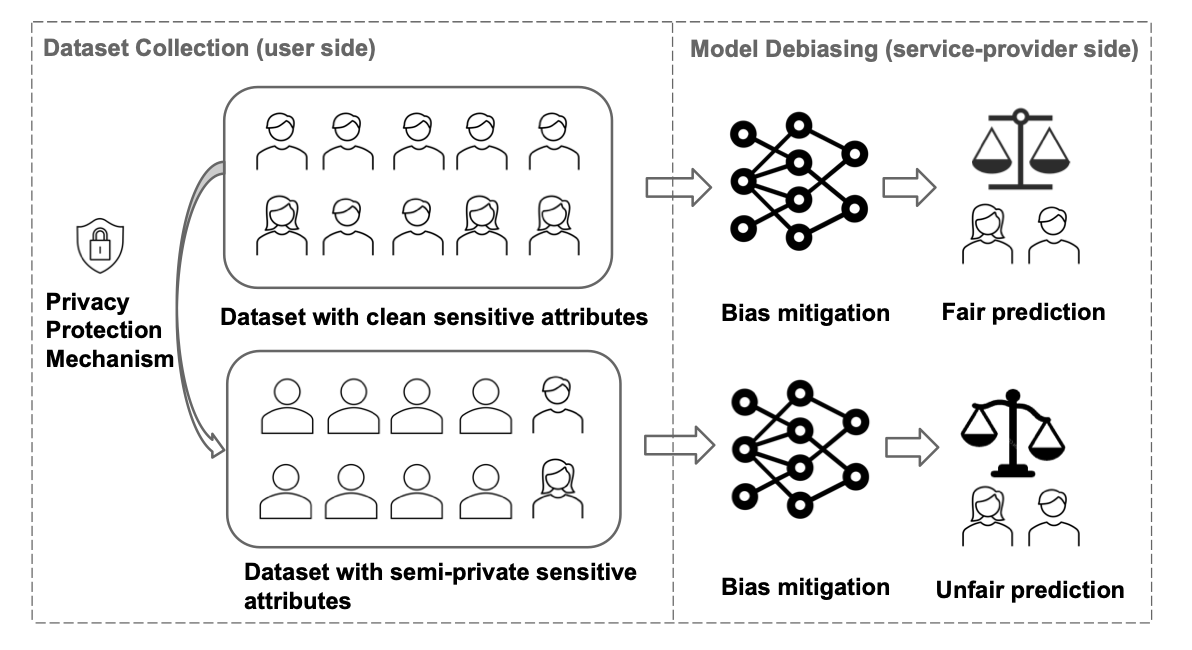 Dataset Collection (user side)
Model Debiasing (service-provider side)
Privacy
Protection
Mechanism
Dataset with clean sensitive attributes
Bias mitigation
Fair prediction
Dataset with semi-private sensitive
attributes
Bias mitigation
Unfair prediction